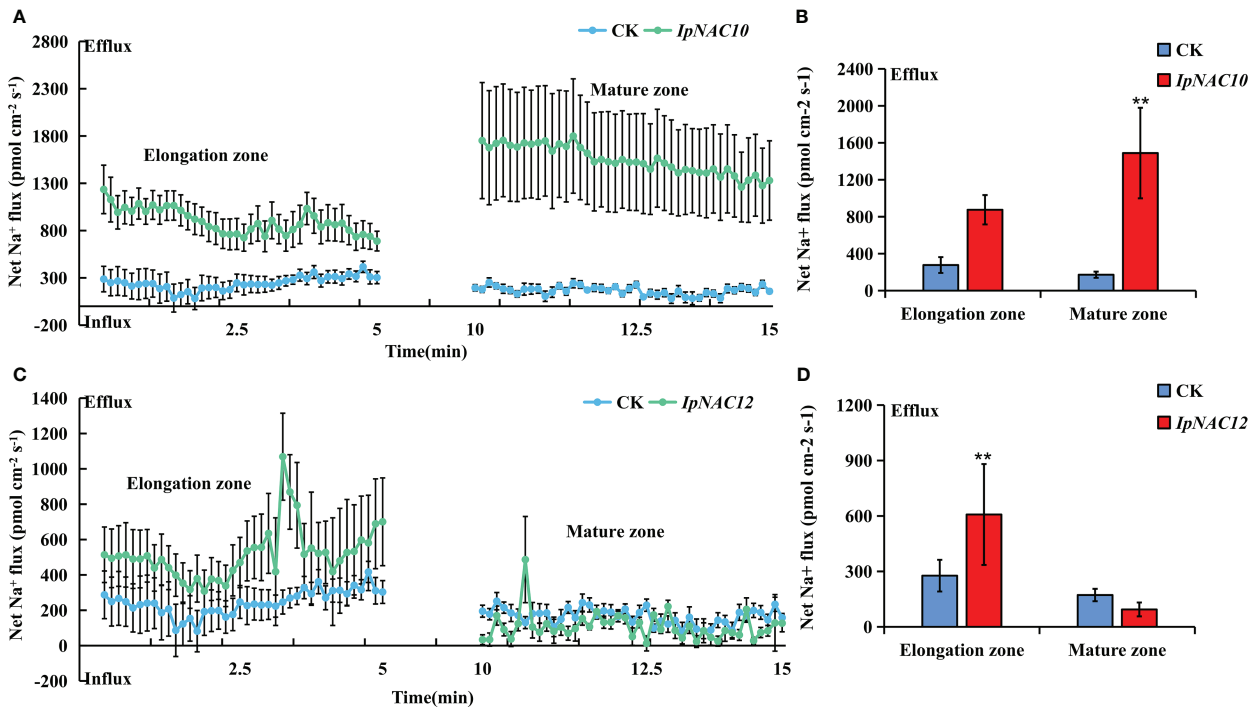 A
CK IpNAC10
Net Na⁺ flux (pmol cm⁻² s⁻¹)
2800
2300
1800
1300
800
300
-200
Efflux
Influx
Elongation zone
Mature zone
2.5
5
10
12.5
15
Time(min)
B
CK
IpNAC10
Net Na+ flux (pmol cm-2 s-1)
2400
2000
1600
1200
800
400
0
Efflux
**
Elongation zone
Mature zone
C
CK IpNAC12
Net Na⁺ flux (pmol cm⁻² s⁻¹)
1400
1200
1000
800
600
400
200
0
-200
Efflux
Influx
Elongation zone
Mature zone
2.5
5
10
12.5
15
Time(min)
D
CK
IpNAC12
Net Na+ flux (pmol cm-2 s-1)
1200
900
600
300
0
Efflux
**
Elongation zone
Mature zone